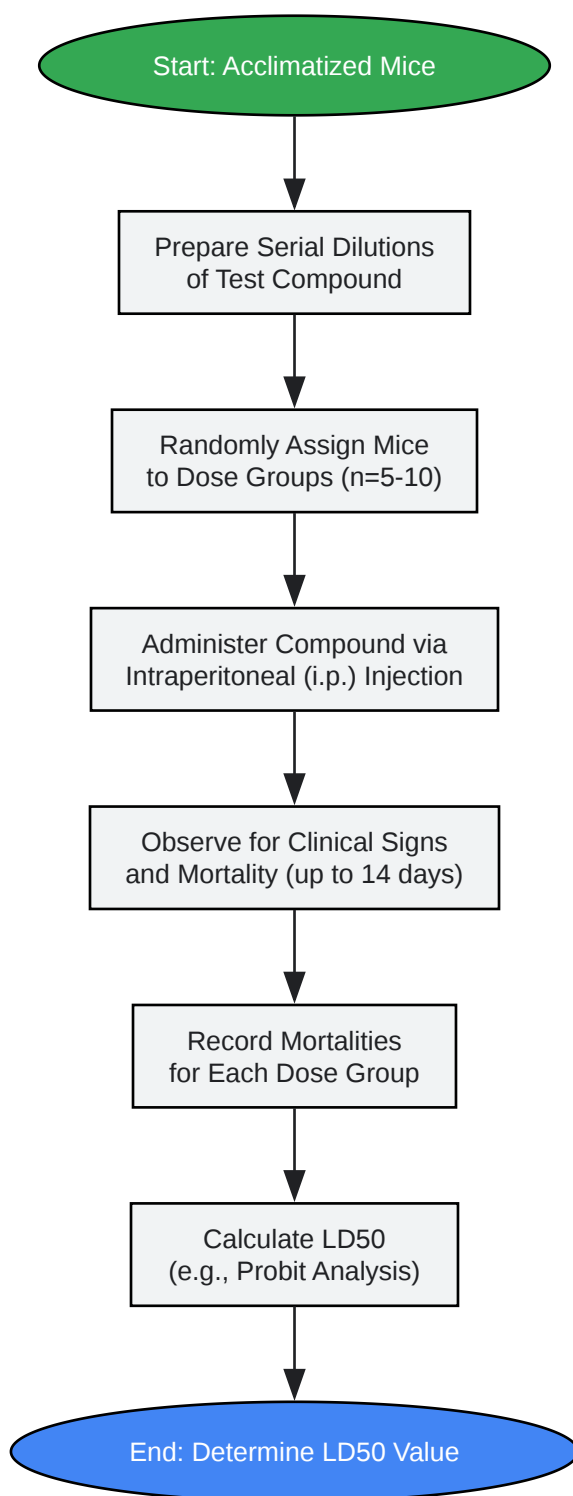 Start: Acclimatized Mice
Prepare Serial Dilutions
of Test Compound
Randomly Assign Mice
to Dose Groups (n=5-10)
Administer Compound via
Intraperitoneal (i.p.) Injection
Observe for Clinical Signs
and Mortality (up to 14 days)
Record Mortalities
for Each Dose Group
Calculate LD50
(e.g., Probit Analysis)
End: Determine LD50 Value